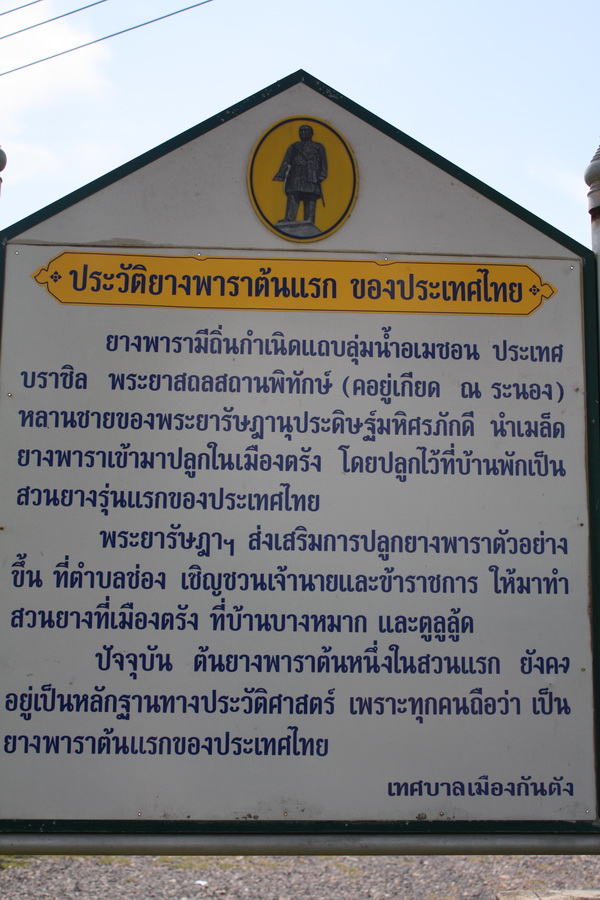 ประวัติยางพาราต้นแรก ของประเทศไทย
ยางพารามีถิ่นกำเนิดแถบลุ่มน้ำอเมซอน ประเทศ
บราซิล พระยาสถลสถานพิทักษ์ (คออยู่เกียด ณ ระนอง)
หลานชายของพระยารัษฎานุประดิษฐ์มหิศรภักดี นำเมล็ด
ยางพาราเข้ามาปลูกในเมืองตรัง โดยปลูกไว้ที่บ้านพักเป็น
สวนยางรุ่นแรกของประเทศไทย
พระยารัษฎาฯ ส่งเสริมการปลูกยางพาราตัวอย่าง
ขึ้น ที่ตำบลช่อง เชิญชวนเจ้านายและข้าราชการ ให้มาทำ
สวนยางที่เมืองตรัง ที่บ้านบางหมาก และตูลูลู้ด
ปัจจุบัน ต้นยางพาราต้นหนึ่งในสวนแรก ยังคง
อยู่เป็นหลักฐานทางประวัติศาสตร์ เพราะทุกคนถือว่า เป็น
ยางพาราต้นแรกของประเทศไทย
เทศบาลเมืองกันตัง